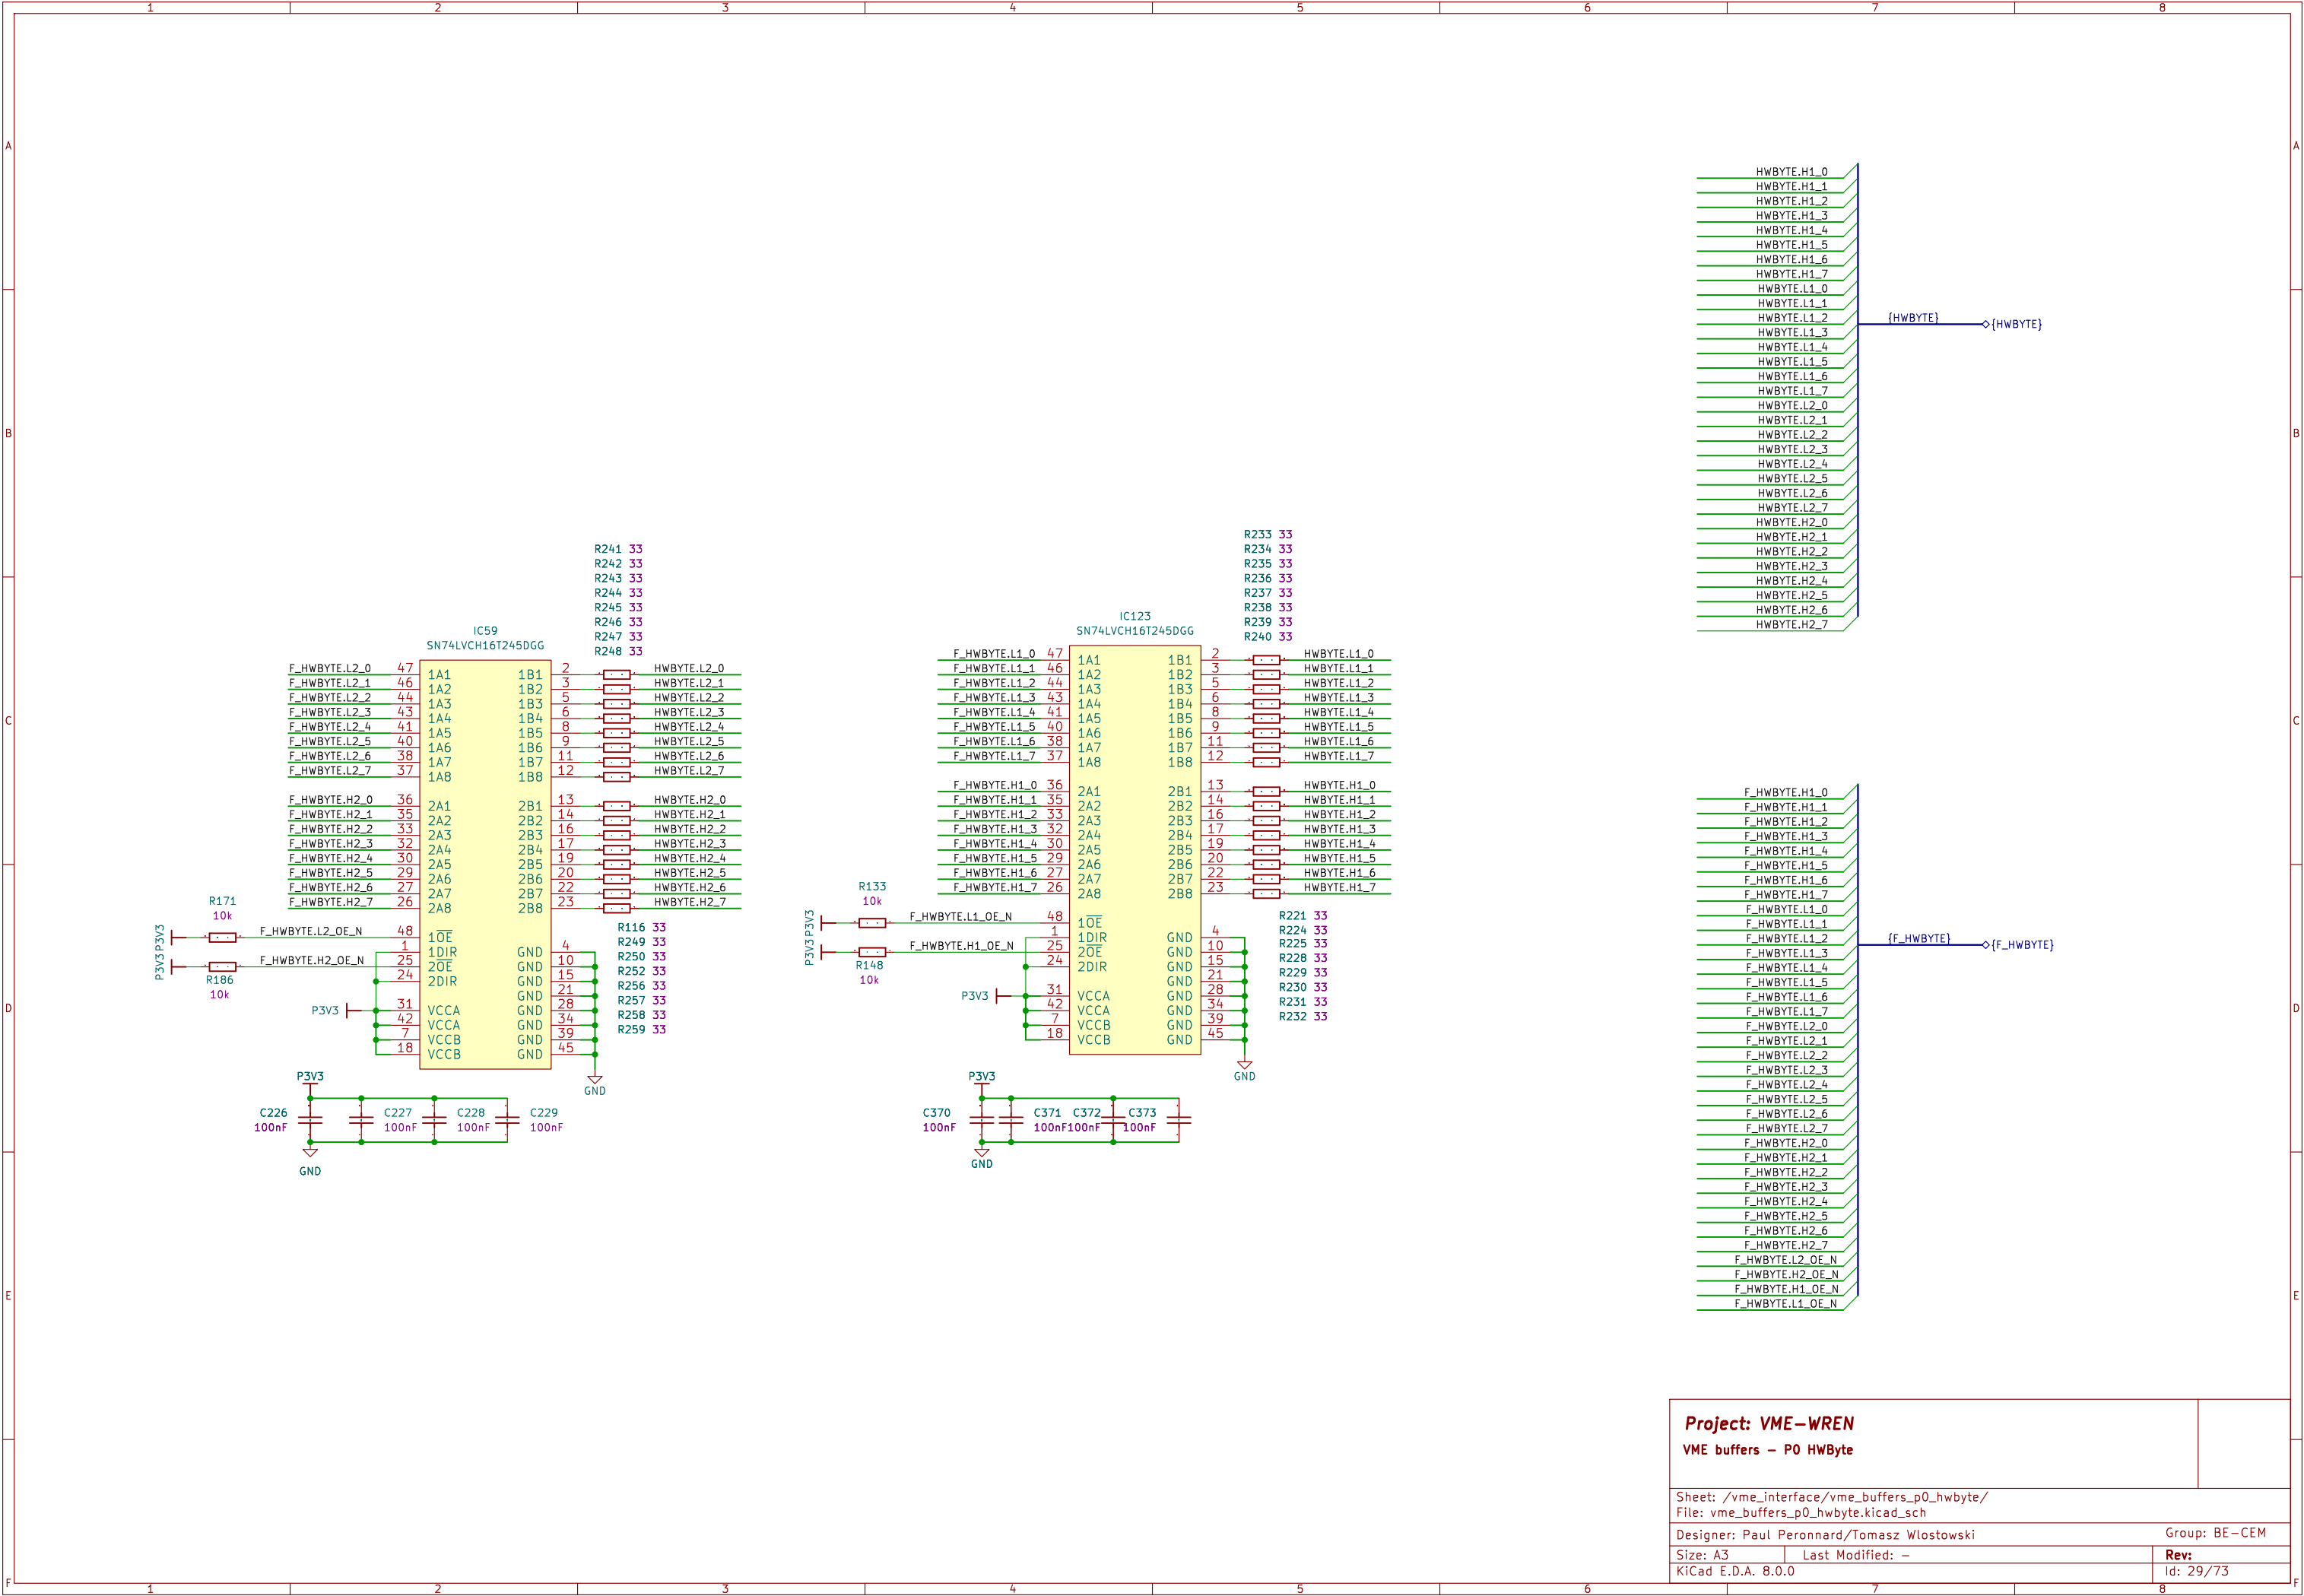 1 2 3 4 5 6 7 8
A A
B B
C C
D D
E E
F F
HWBYTE.H1_0
HWBYTE.H1_1
HWBYTE.H1_2
HWBYTE.H1_3
HWBYTE.H1_4
HWBYTE.H1_5
HWBYTE.H1_6
HWBYTE.H1_7
HWBYTE.L1_0
HWBYTE.L1_1
HWBYTE.L1_2
HWBYTE.L1_3
HWBYTE.L1_4
HWBYTE.L1_5
HWBYTE.L1_6
HWBYTE.L1_7
HWBYTE.L2_0
HWBYTE.L2_1
HWBYTE.L2_2
HWBYTE.L2_3
HWBYTE.L2_4
HWBYTE.L2_5
HWBYTE.L2_6
HWBYTE.L2_7
HWBYTE.H2_0
HWBYTE.H2_1
HWBYTE.H2_2
HWBYTE.H2_3
HWBYTE.H2_4
HWBYTE.H2_5
HWBYTE.H2_6
HWBYTE.H2_7
{HWBYTE} {HWBYTE}
R241 33
R242 33
R243 33
R244 33
R245 33
R246 33
R247 33
R248 33
IC59
SN74LVCH16T245DGG
F_HWBYTE.L2_0 47 1A1 1B1 2 HWBYTE.L2_0
F_HWBYTE.L2_1 46 1A2 1B2 3 HWBYTE.L2_1
F_HWBYTE.L2_2 44 1A3 1B3 5 HWBYTE.L2_2
F_HWBYTE.L2_3 43 1A4 1B4 6 HWBYTE.L2_3
F_HWBYTE.L2_4 41 1A5 1B5 8 HWBYTE.L2_4
F_HWBYTE.L2_5 40 1A6 1B6 9 HWBYTE.L2_5
F_HWBYTE.L2_6 38 1A7 1B7 11 HWBYTE.L2_6
F_HWBYTE.L2_7 37 1A8 1B8 12 HWBYTE.L2_7
F_HWBYTE.H2_0 36 2A1 2B1 13 HWBYTE.H2_0
F_HWBYTE.H2_1 35 2A2 2B2 14 HWBYTE.H2_1
F_HWBYTE.H2_2 33 2A3 2B3 16 HWBYTE.H2_2
F_HWBYTE.H2_3 32 2A4 2B4 17 HWBYTE.H2_3
F_HWBYTE.H2_4 30 2A5 2B5 19 HWBYTE.H2_4
F_HWBYTE.H2_5 29 2A6 2B6 20 HWBYTE.H2_5
F_HWBYTE.H2_6 27 2A7 2B7 22 HWBYTE.H2_6
F_HWBYTE.H2_7 26 2A8 2B8 23 HWBYTE.H2_7
R171
10k
P3V3 F_HWBYTE.L2_OE_N 48 1OE
1 1DIR GND 4
P3V3 F_HWBYTE.H2_OE_N 25 2OE GND 10
R186
10k
24 2DIR GND 15
GND 21
P3V3 31 VCCA GND 28
42 VCCA GND 34
7 VCCB GND 39
18 VCCB GND 45
GND
R116 33
R249 33
R250 33
R252 33
R256 33
R257 33
R258 33
R259 33
P3V3
C226 C227 C228 C229
100nF 100nF 100nF 100nF
GND
R233 33
R234 33
R235 33
R236 33
R237 33
R238 33
R239 33
R240 33
IC123
SN74LVCH16T245DGG
F_HWBYTE.L1_0 47 1A1 1B1 2 HWBYTE.L1_0
F_HWBYTE.L1_1 46 1A2 1B2 3 HWBYTE.L1_1
F_HWBYTE.L1_2 44 1A3 1B3 5 HWBYTE.L1_2
F_HWBYTE.L1_3 43 1A4 1B4 6 HWBYTE.L1_3
F_HWBYTE.L1_4 41 1A5 1B5 8 HWBYTE.L1_4
F_HWBYTE.L1_5 40 1A6 1B6 9 HWBYTE.L1_5
F_HWBYTE.L1_6 38 1A7 1B7 11 HWBYTE.L1_6
F_HWBYTE.L1_7 37 1A8 1B8 12 HWBYTE.L1_7
F_HWBYTE.H1_0 36 2A1 2B1 13 HWBYTE.H1_0
F_HWBYTE.H1_1 35 2A2 2B2 14 HWBYTE.H1_1
F_HWBYTE.H1_2 33 2A3 2B3 16 HWBYTE.H1_2
F_HWBYTE.H1_3 32 2A4 2B4 17 HWBYTE.H1_3
F_HWBYTE.H1_4 30 2A5 2B5 19 HWBYTE.H1_4
F_HWBYTE.H1_5 29 2A6 2B6 20 HWBYTE.H1_5
F_HWBYTE.H1_6 27 2A7 2B7 22 HWBYTE.H1_6
F_HWBYTE.H1_7 26 2A8 2B8 23 HWBYTE.H1_7
R133
10k
P3V3 F_HWBYTE.L1_OE_N 48 1OE
1 1DIR GND 4
P3V3 F_HWBYTE.H1_OE_N 25 2OE GND 10
R148
10k
24 2DIR GND 15
GND 21
P3V3 31 VCCA GND 28
42 VCCA GND 34
7 VCCB GND 39
18 VCCB GND 45
GND
R221 33
R224 33
R225 33
R228 33
R229 33
R230 33
R231 33
R232 33
P3V3
C370 C371 C372 C373
100nF 100nF 100nF 100nF
GND
F_HWBYTE.H1_0
F_HWBYTE.H1_1
F_HWBYTE.H1_2
F_HWBYTE.H1_3
F_HWBYTE.H1_4
F_HWBYTE.H1_5
F_HWBYTE.H1_6
F_HWBYTE.H1_7
F_HWBYTE.L1_0
F_HWBYTE.L1_1
F_HWBYTE.L1_2
F_HWBYTE.L1_3
F_HWBYTE.L1_4
F_HWBYTE.L1_5
F_HWBYTE.L1_6
F_HWBYTE.L1_7
F_HWBYTE.L2_0
F_HWBYTE.L2_1
F_HWBYTE.L2_2
F_HWBYTE.L2_3
F_HWBYTE.L2_4
F_HWBYTE.L2_5
F_HWBYTE.L2_6
F_HWBYTE.L2_7
F_HWBYTE.H2_0
F_HWBYTE.H2_1
F_HWBYTE.H2_2
F_HWBYTE.H2_3
F_HWBYTE.H2_4
F_HWBYTE.H2_5
F_HWBYTE.H2_6
F_HWBYTE.H2_7
F_HWBYTE.L2_OE_N
F_HWBYTE.H2_OE_N
F_HWBYTE.H1_OE_N
F_HWBYTE.L1_OE_N
{F_HWBYTE} {F_HWBYTE}
Project: VME-WREN
VME buffers - P0 HWByte
Sheet: /vme_interface/vme_buffers_p0_hwbyte/
File: vme_buffers_p0_hwbyte.kicad_sch
Designer: Paul Peronnard/Tomasz Wlostowski Group: BE-CEM
Size: A3 Last Modified: - Rev:
KiCad E.D.A. 8.0.0 Id: 29/73
1 2 3 4 5 6 7 8